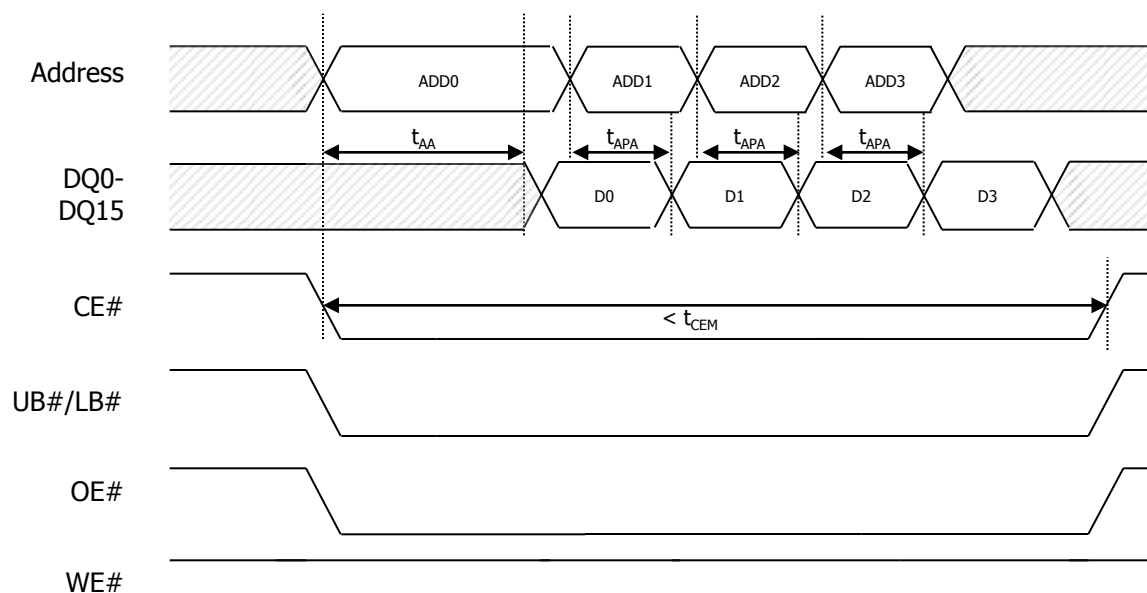 Address
ADD0
ADD1
ADD2
ADD3
tAA
tAPA
tAPA
tAPA
DQ0-
DQ15
D0
D1
D2
D3
CE#
< tCEM
UB#/LB#
OE#
WE#